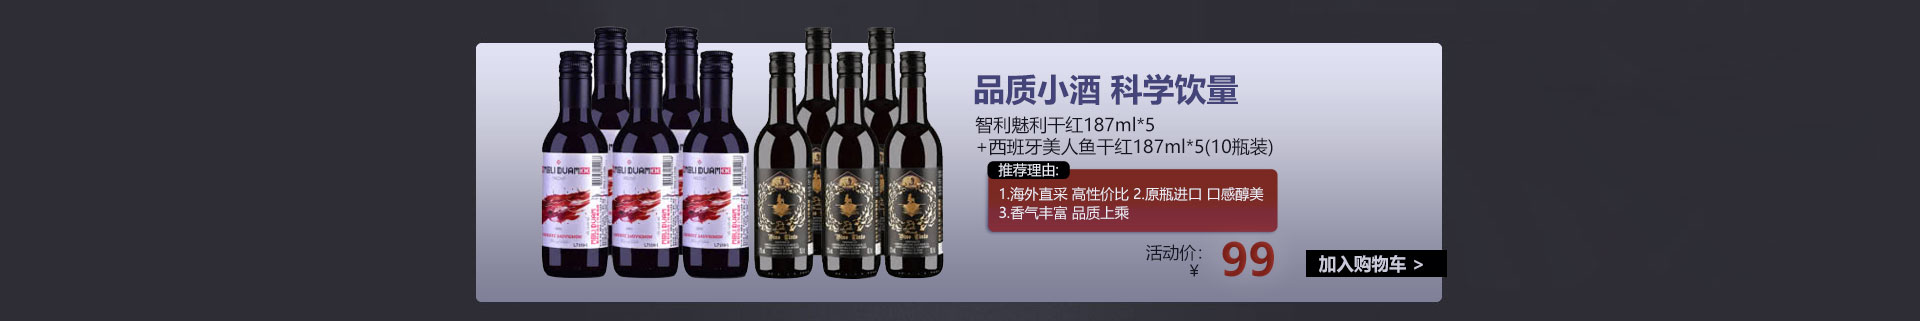 品质小酒 科学饮量
智利魅利干红187ml*5
+西班牙美人鱼干红187ml*5(10瓶装)
推荐理由:
1.海外直采 高性价比 2.原瓶进口 口感醇美
3.香气丰富 品质上乘
活动价:
¥ 99
加入购物车 >